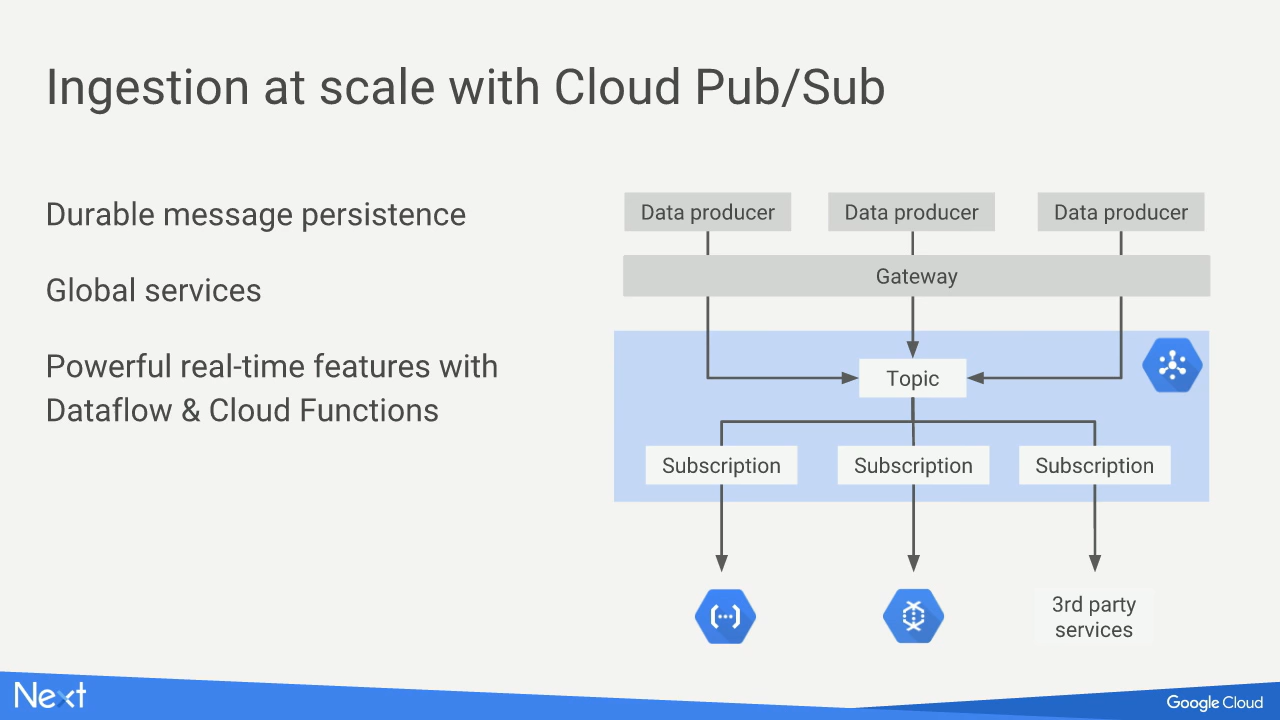 Ingestion at scale with Cloud Pub/Sub
Durable message persistence
Global services
Powerful real-time features with
Dataflow & Cloud Functions
Data producer
Data producer
Data producer
Gateway
Topic
Subscription
Subscription
Subscription
3rd party
services
Next
Google Cloud